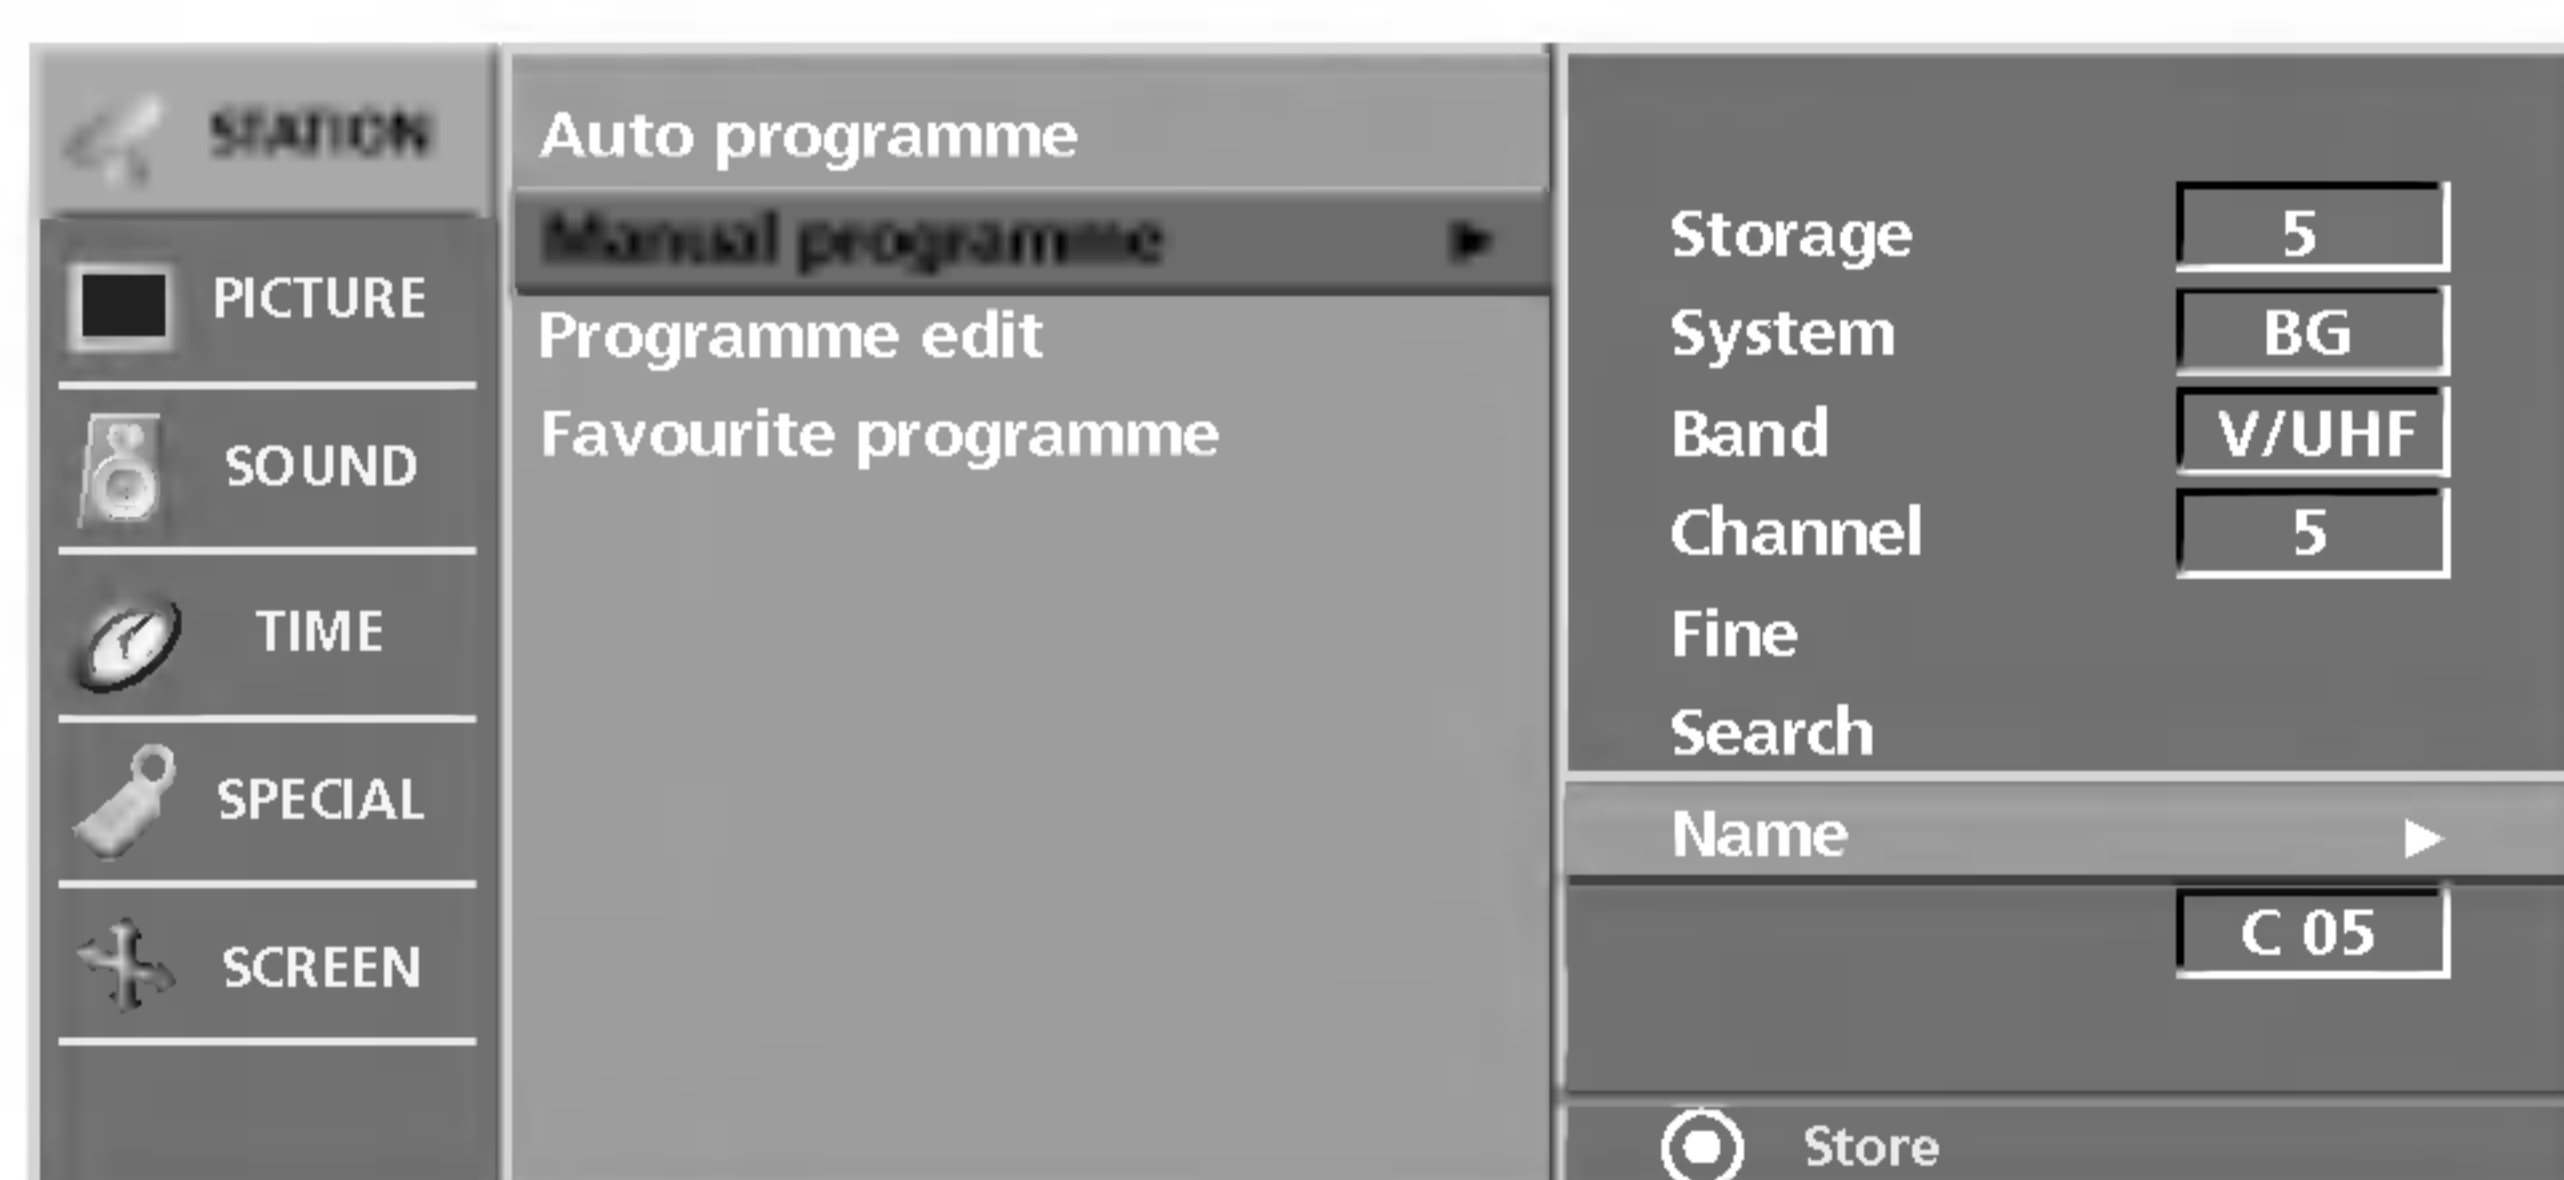 STATION
PICTURE
SOUND
TIME
SPECIAL
SCREEN
Auto programme
Manual programme
Programme edit
Favourite programme
Storage 5
System BG
Band V/UHF
Channel 5
Fine
Search
Name
C 05
Store